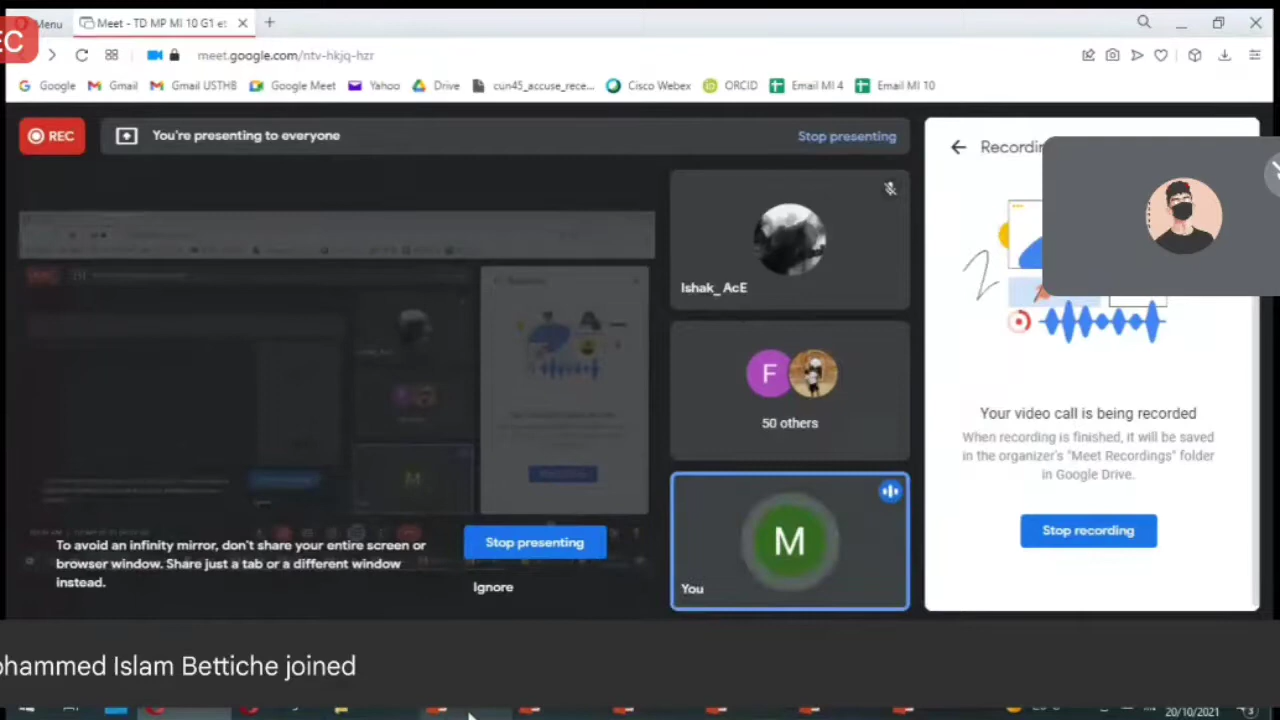 Menu
Meet - TD MP MI 10 G1 et
EC
meet.google.com/ntv-hkjq-hzr
Google
Gmail
Gmail USTHB
Google Meet
Yahoo
Drive
cun45_accuse_rece...
Cisco Webex
ORCID
Email MI 4
Email MI 10
REC
You're presenting to everyone
Stop presenting
Ishak_AcE
F
50 others
M
You
To avoid an infinity mirror, don't share your entire screen or
browser window. Share just a tab or a different window
instead.
Stop presenting
Ignore
Recordin
2
Your video call is being recorded
When recording is finished, it will be saved
in the organizer's "Meet Recordings" folder
in Google Drive.
Stop recording
ohammed Islam Bettiche joined
20/10/2021